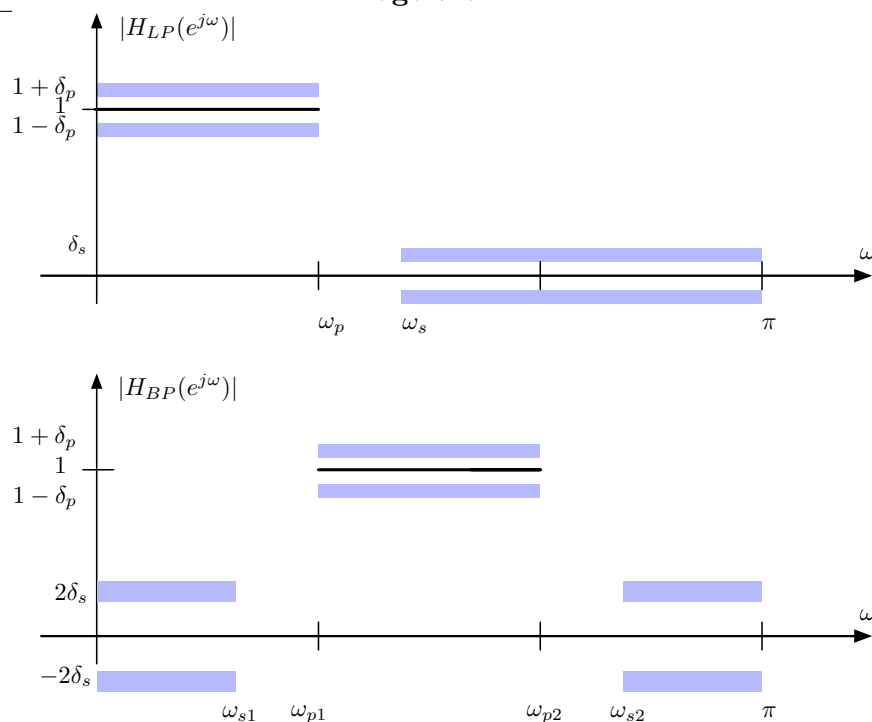 |H_{LP}(e^{jω})|
1 + δ_p
1
1 − δ_p
δ_s
ω
ω_p
ω_s
π
|H_{BP}(e^{jω})|
1 + δ_p
1
1 − δ_p
2δ_s
ω
−2δ_s
ω_{s1}
ω_{p1}
ω_{p2}
ω_{s2}
π